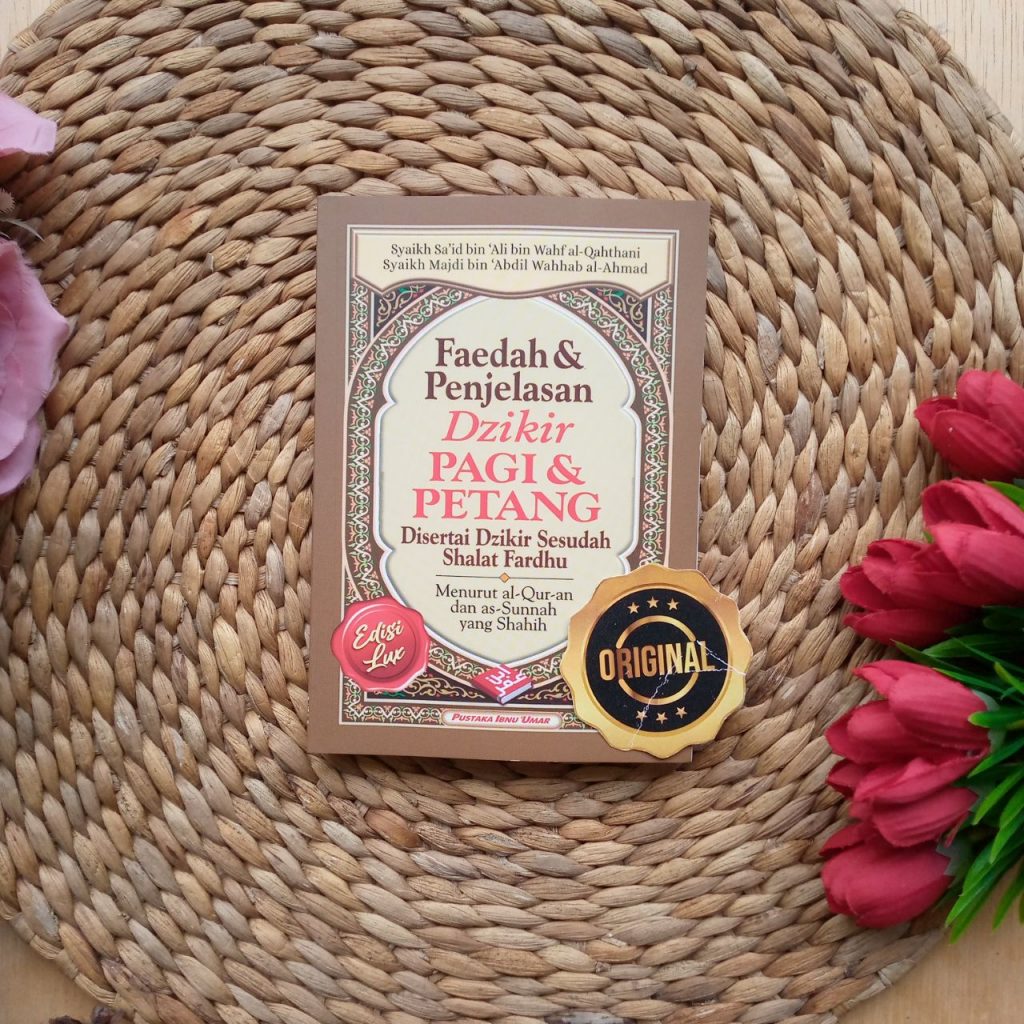 Syaikh Sa'id bin 'Ali bin Wahf al-Qahthani
Syaikh Majdi bin 'Abdil Wahhab al-Ahmad
Faedah &
Penjelasan
Dzikir
PAGI &
PETANG
Disertai Dzikir Sesudah
Shalat Fardhu
Menurut al-Qur-an
dan as-Sunnah
yang Shahih
Edisi
Lux
PUSTAKA IBNU 'UMAR
ORIGINAL